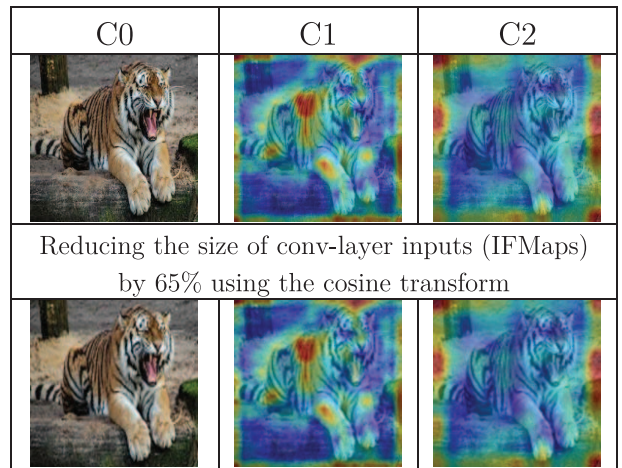 C0 C1 C2
Reducing the size of conv-layer inputs (IFMaps)
by 65% using the cosine transform